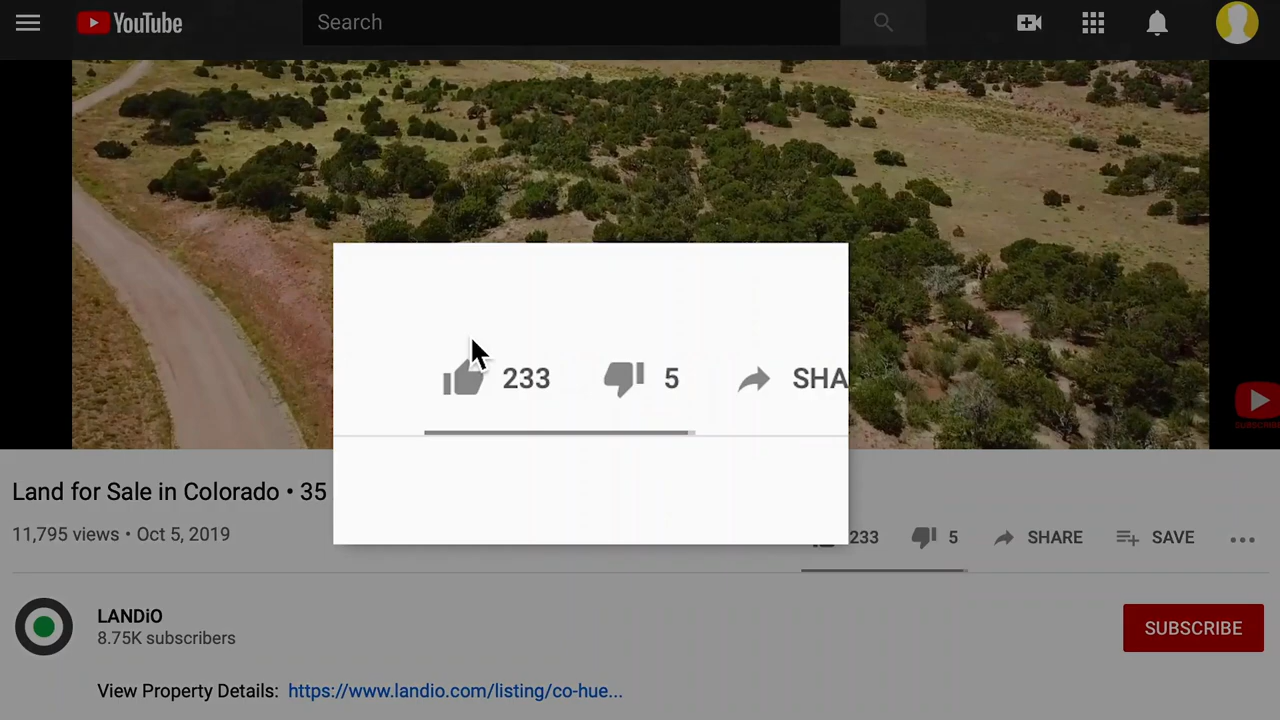 YouTube
Search
233 5 SHA
SUBSCRIBE
Land for Sale in Colorado • 35
11,795 views • Oct 5, 2019
233 5 SHARE SAVE
LANDiO
8.75K subscribers
SUBSCRIBE
View Property Details: https://www.landio.com/listing/co-hue...